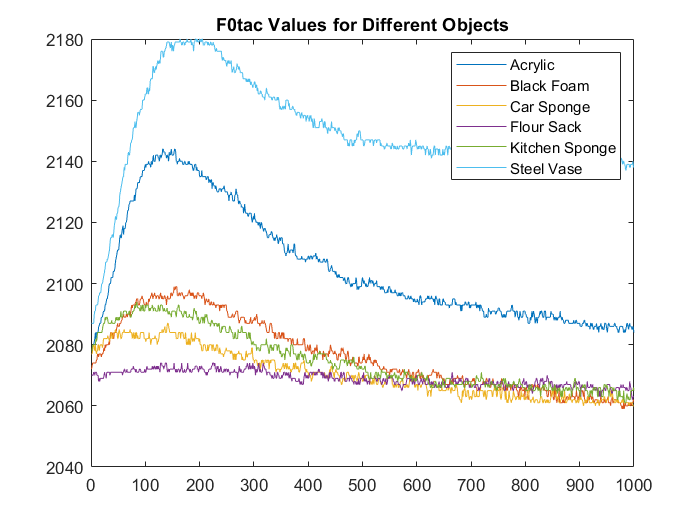 F0tac Values for Different Objects
2180
2160
2140
2120
2100
2080
2060
2040
Acrylic
Black Foam
Car Sponge
Flour Sack
Kitchen Sponge
Steel Vase
0 100 200 300 400 500 600 700 800 900 1000